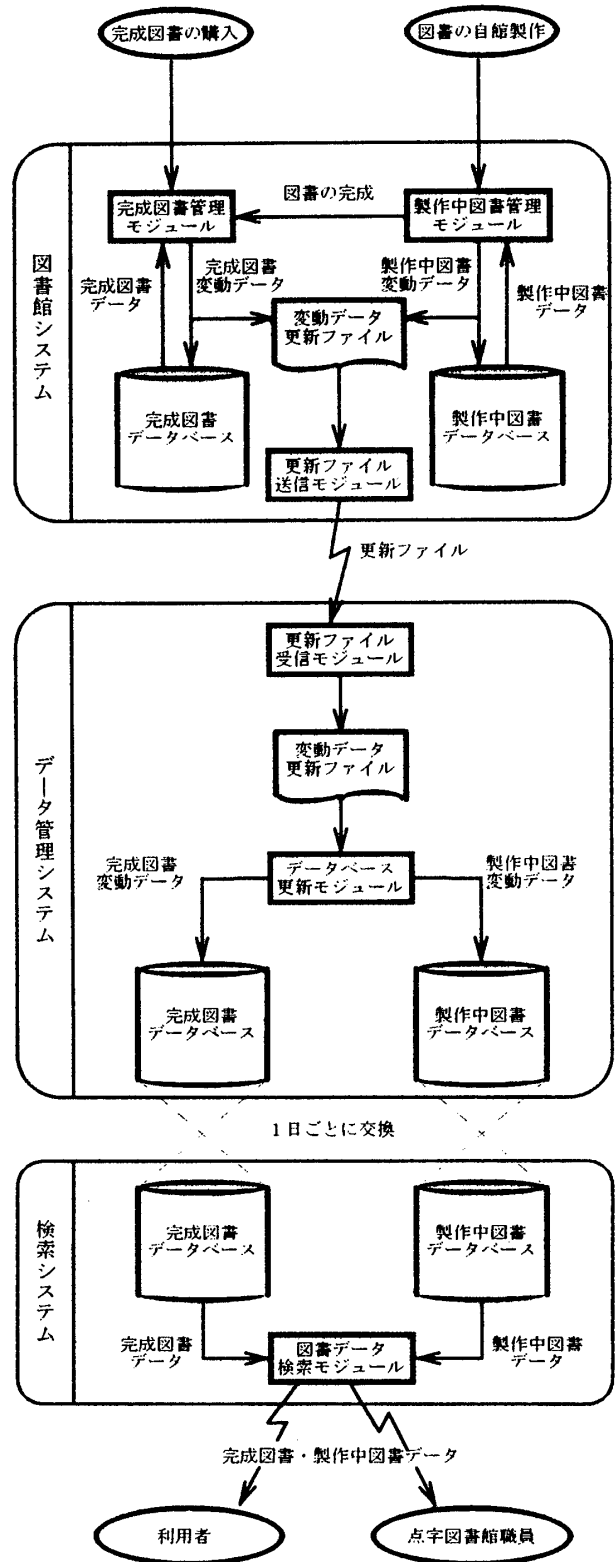 完成図書の購入
図書の自館製作
図書館システム
完成図書管理
モジュール
図書の完成
製作中図書管理
モジュール
完成図書
データ
完成図書
変動データ
製作中図書
変動データ
製作中図書
データ
変動データ
更新ファイル
完成図書
データベース
製作中図書
データベース
更新ファイル
送信モジュール
更新ファイル
データ管理システム
更新ファイル
受信モジュール
変動データ
更新ファイル
完成図書
変動データ
データベース
更新モジュール
製作中図書
変動データ
完成図書
データベース
製作中図書
データベース
1日ごとに交換
検索システム
完成図書
データベース
製作中図書
データベース
完成図書
データ
図書データ
検索モジュール
製作中図書
データ
完成図書・製作中図書データ
利用者
点字図書館職員